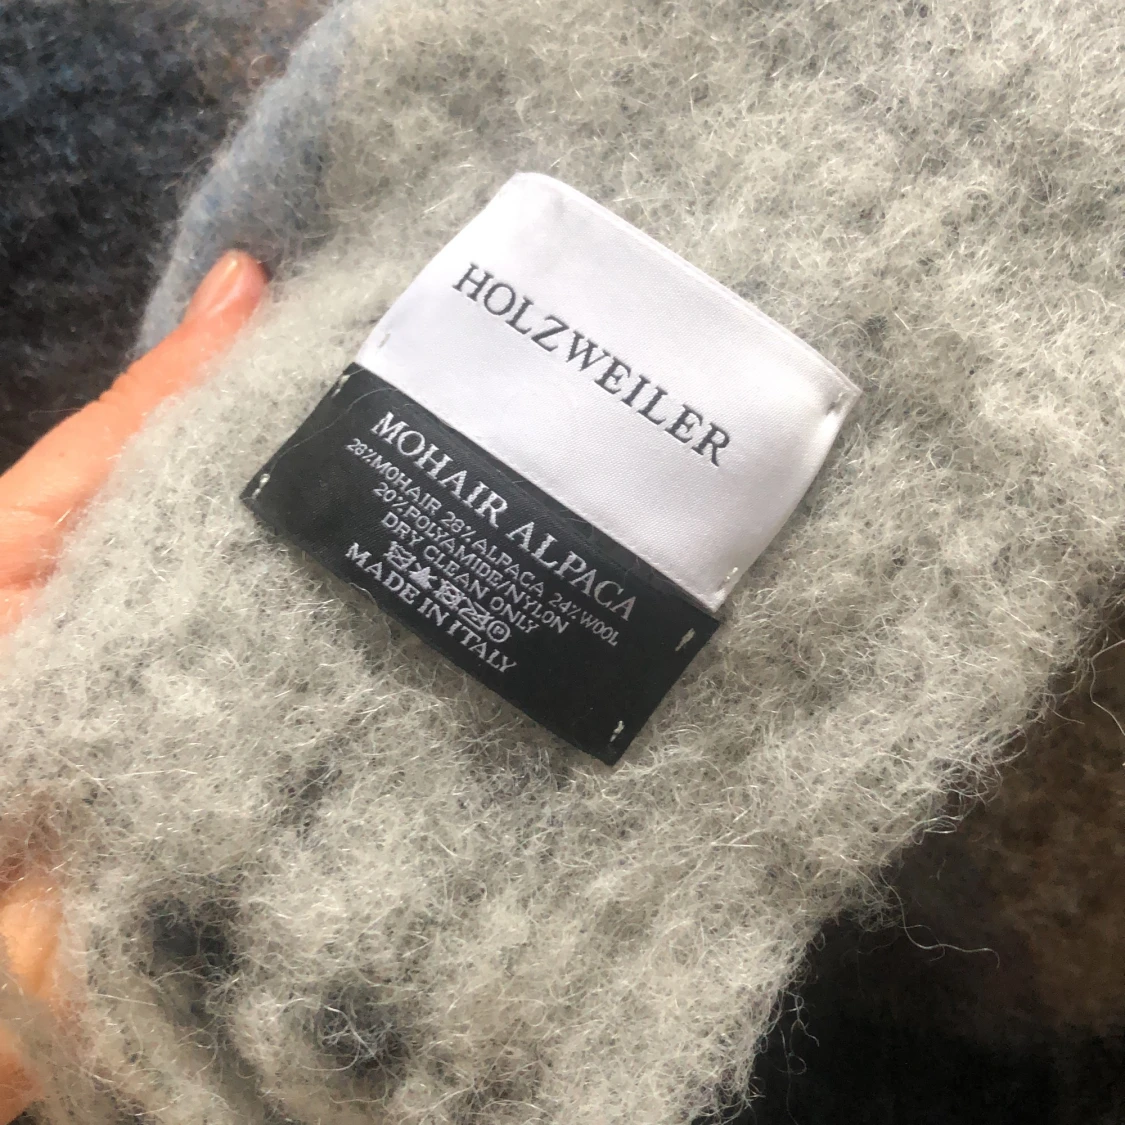 HOLZWEILER
MOHAIR ALPACA
28%MOHAIR 28%ALPACA 24%WOOL
20%POLYAMIDE/NYLON
DRY CLEAN ONLY
MADE IN ITALY